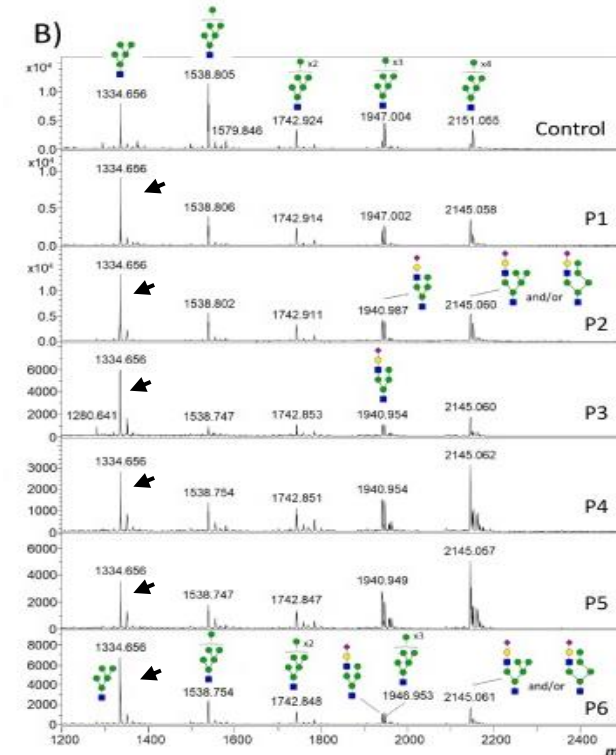 B)
x2 x3 x4
x10⁴ 1334.656 1538.805 1579.846 1742.924 1947.004 2151.055 Control
1.0
0.5
0.0
x10⁴ 1334.656 1538.806 1742.914 1947.002 2145.058 P1
1.0
0.5
0.0
x10⁴ 1334.656 1538.802 1742.911 1940.987 and/or 2145.060 P2
1.0
0.5
0.0
6000 1334.656 1280.641 1538.747 1742.853 1940.954 2145.060 P3
4000
2000
0
1334.656 1538.754 1742.851 1940.954 2145.062 P4
3000
2000
1000
0
6000 1334.656 1538.747 1742.847 1940.949 2145.057 P5
4000
2000
0
8000 1334.656 x2 x3 and/or
6000
4000
2000 1538.754 1742.848 1946.953 2145.061 P6
0
1200 1400 1600 1800 2000 2200 2400